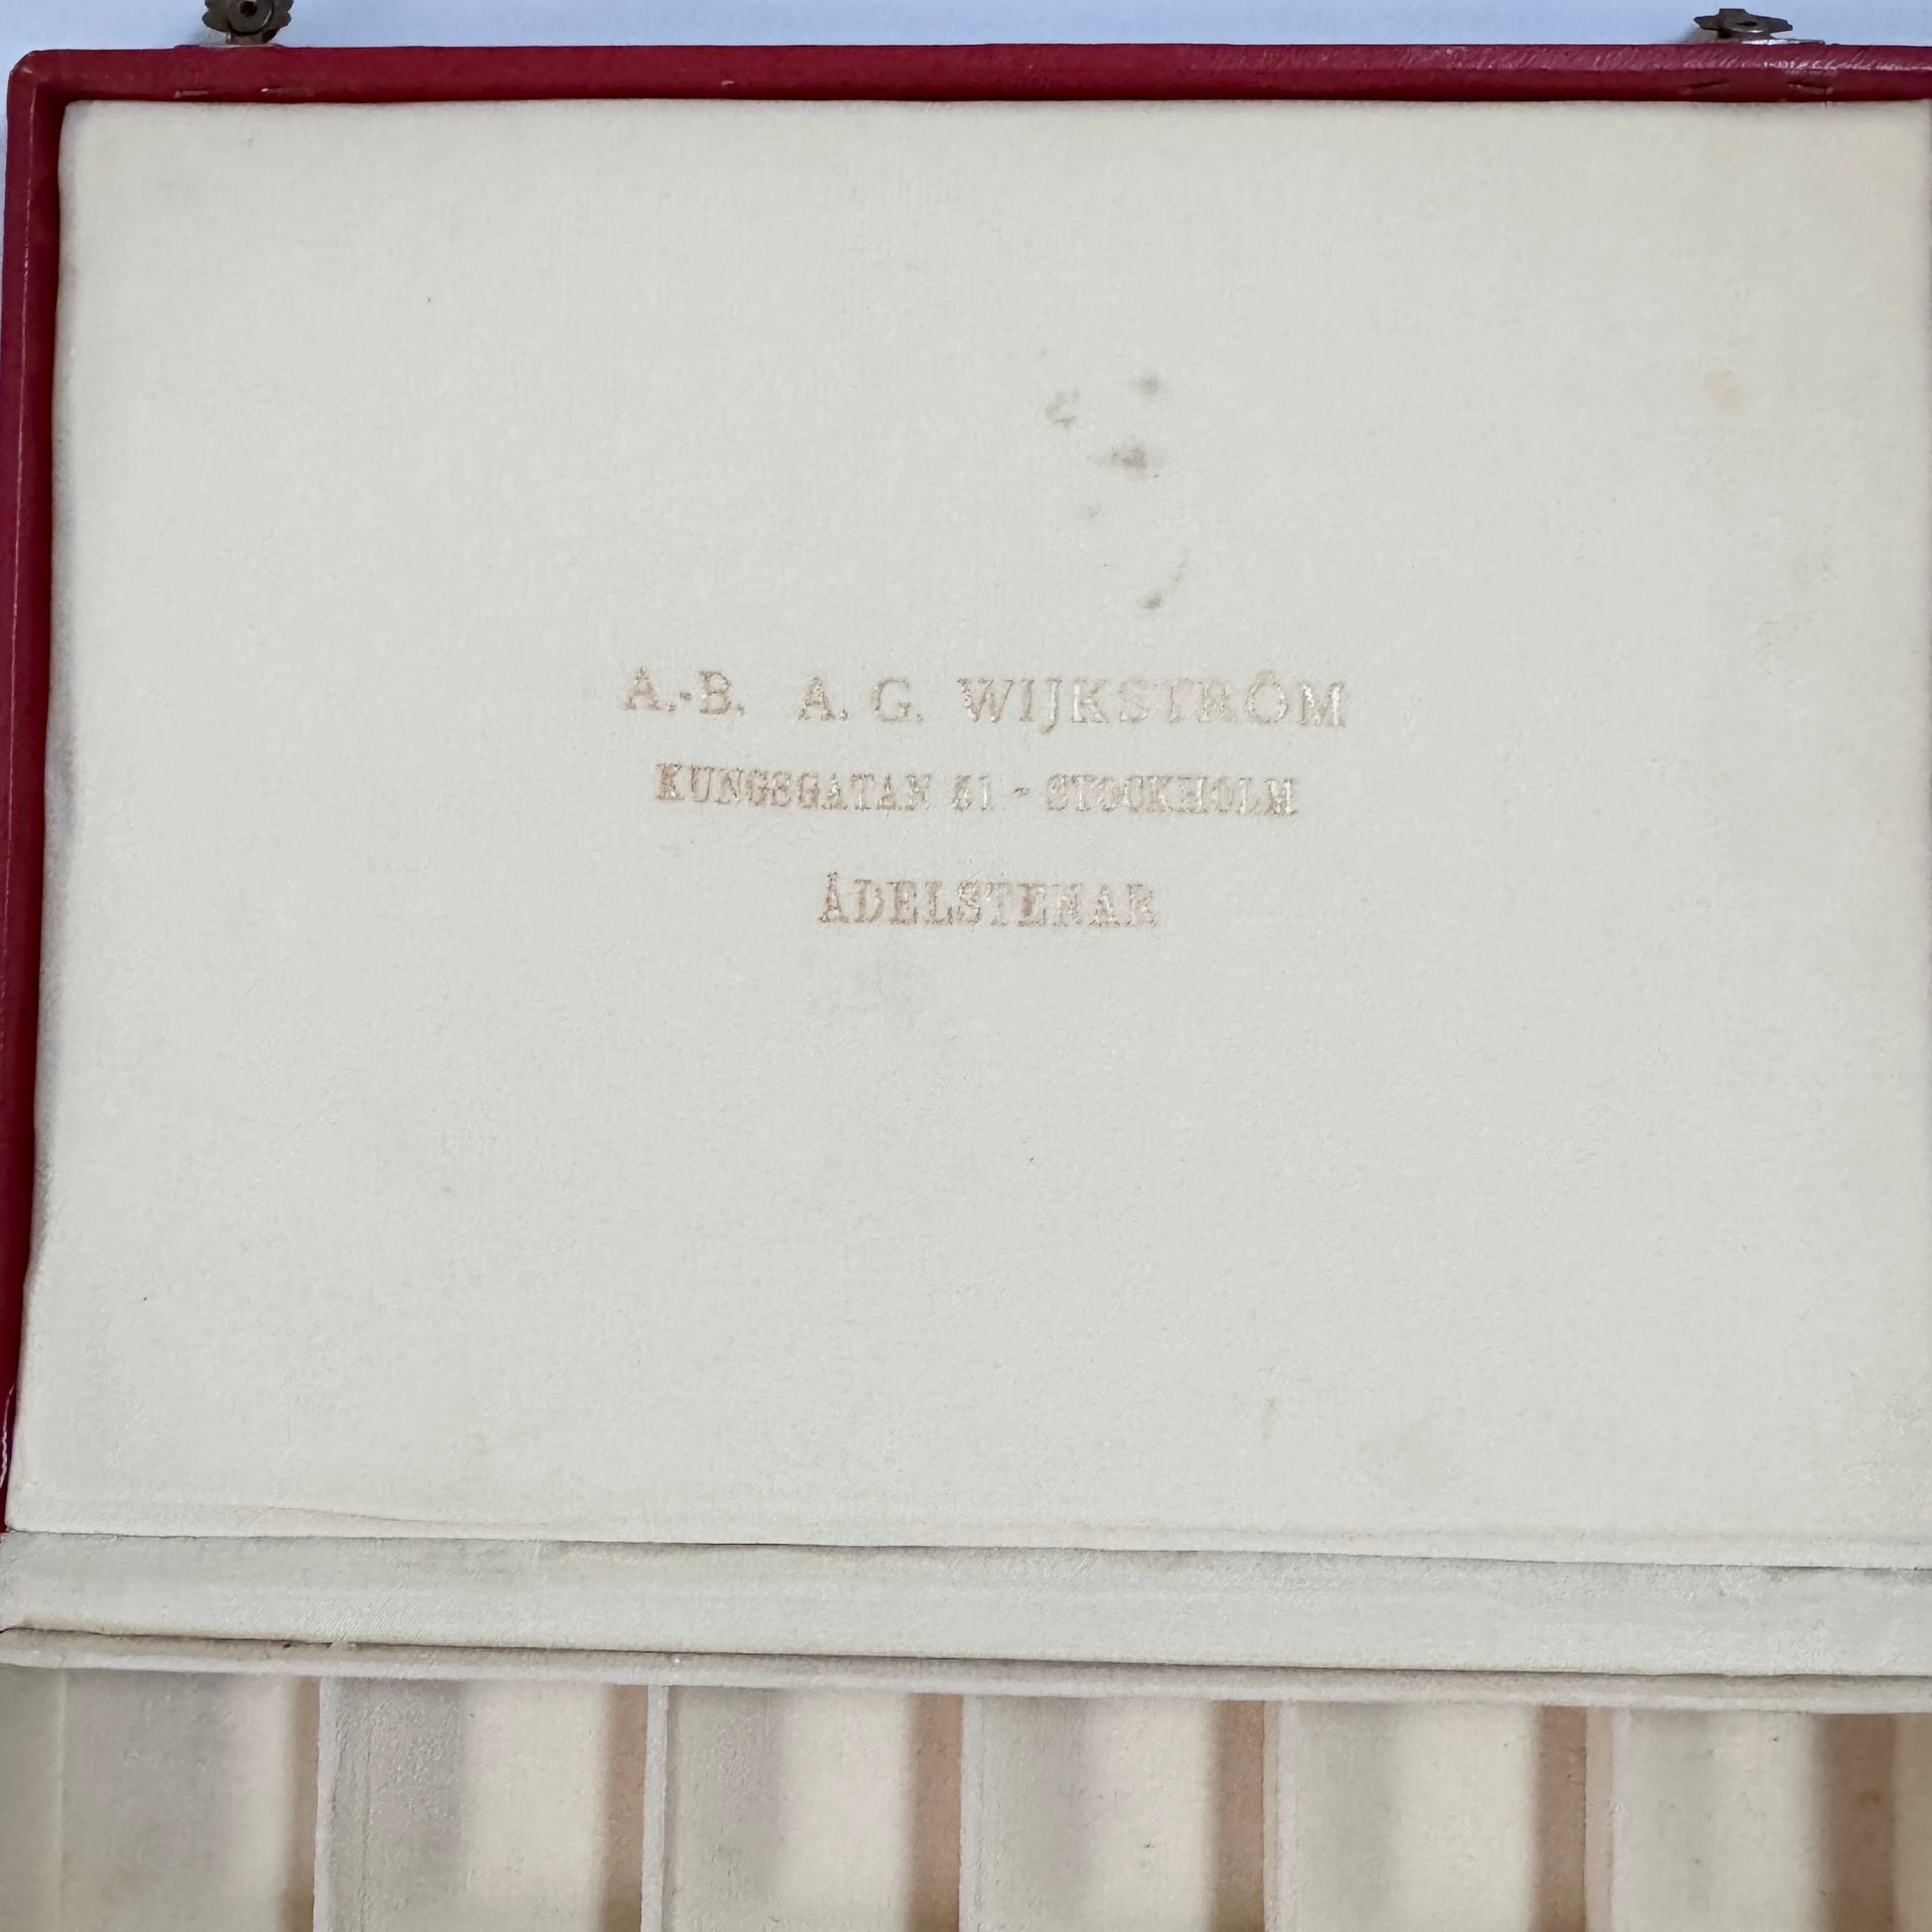 A.-B. A. G. WIJKSTRÖM
KUNGSGATAN 51 - STOCKHOLM
ÄDELSTENAR